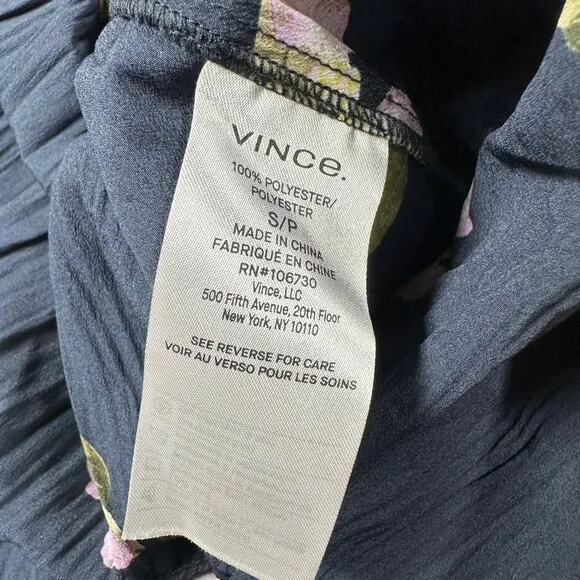 VINCe.
100% POLYESTER/
POLYESTER
S/P
MADE IN CHINA
FABRIQUÉ EN CHINE
RN#106730
Vince, LLC
500 Fifth Avenue, 20th Floor
New York, NY 10110
SEE REVERSE FOR CARE
VOIR AU VERSO POUR LES SOINS